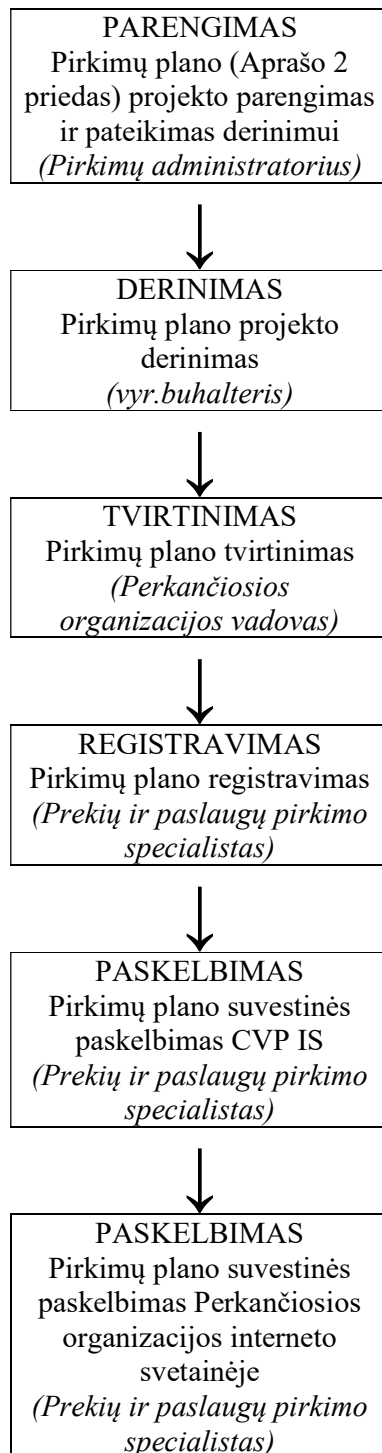 PARENGIMAS
Pirkimų plano (Aprašo 2
priedas) projekto parengimas
ir pateikimas derinimui
(Pirkimų administratorius)
DERINIMAS
Pirkimų plano projekto
derinimas
(vyr.buhalteris)
TVIRTINIMAS
Pirkimų plano tvirtinimas
(Perkančiosios
organizacijos vadovas)
REGISTRAVIMAS
Pirkimų plano registravimas
(Prekių ir paslaugų pirkimo
specialistas)
PASKELBIMAS
Pirkimų plano suvestinės
paskelbimas CVP IS
(Prekių ir paslaugų pirkimo
specialistas)
PASKELBIMAS
Pirkimų plano suvestinės
paskelbimas Perkančiosios
organizacijos interneto
svetainėje
(Prekių ir paslaugų pirkimo
specialistas)